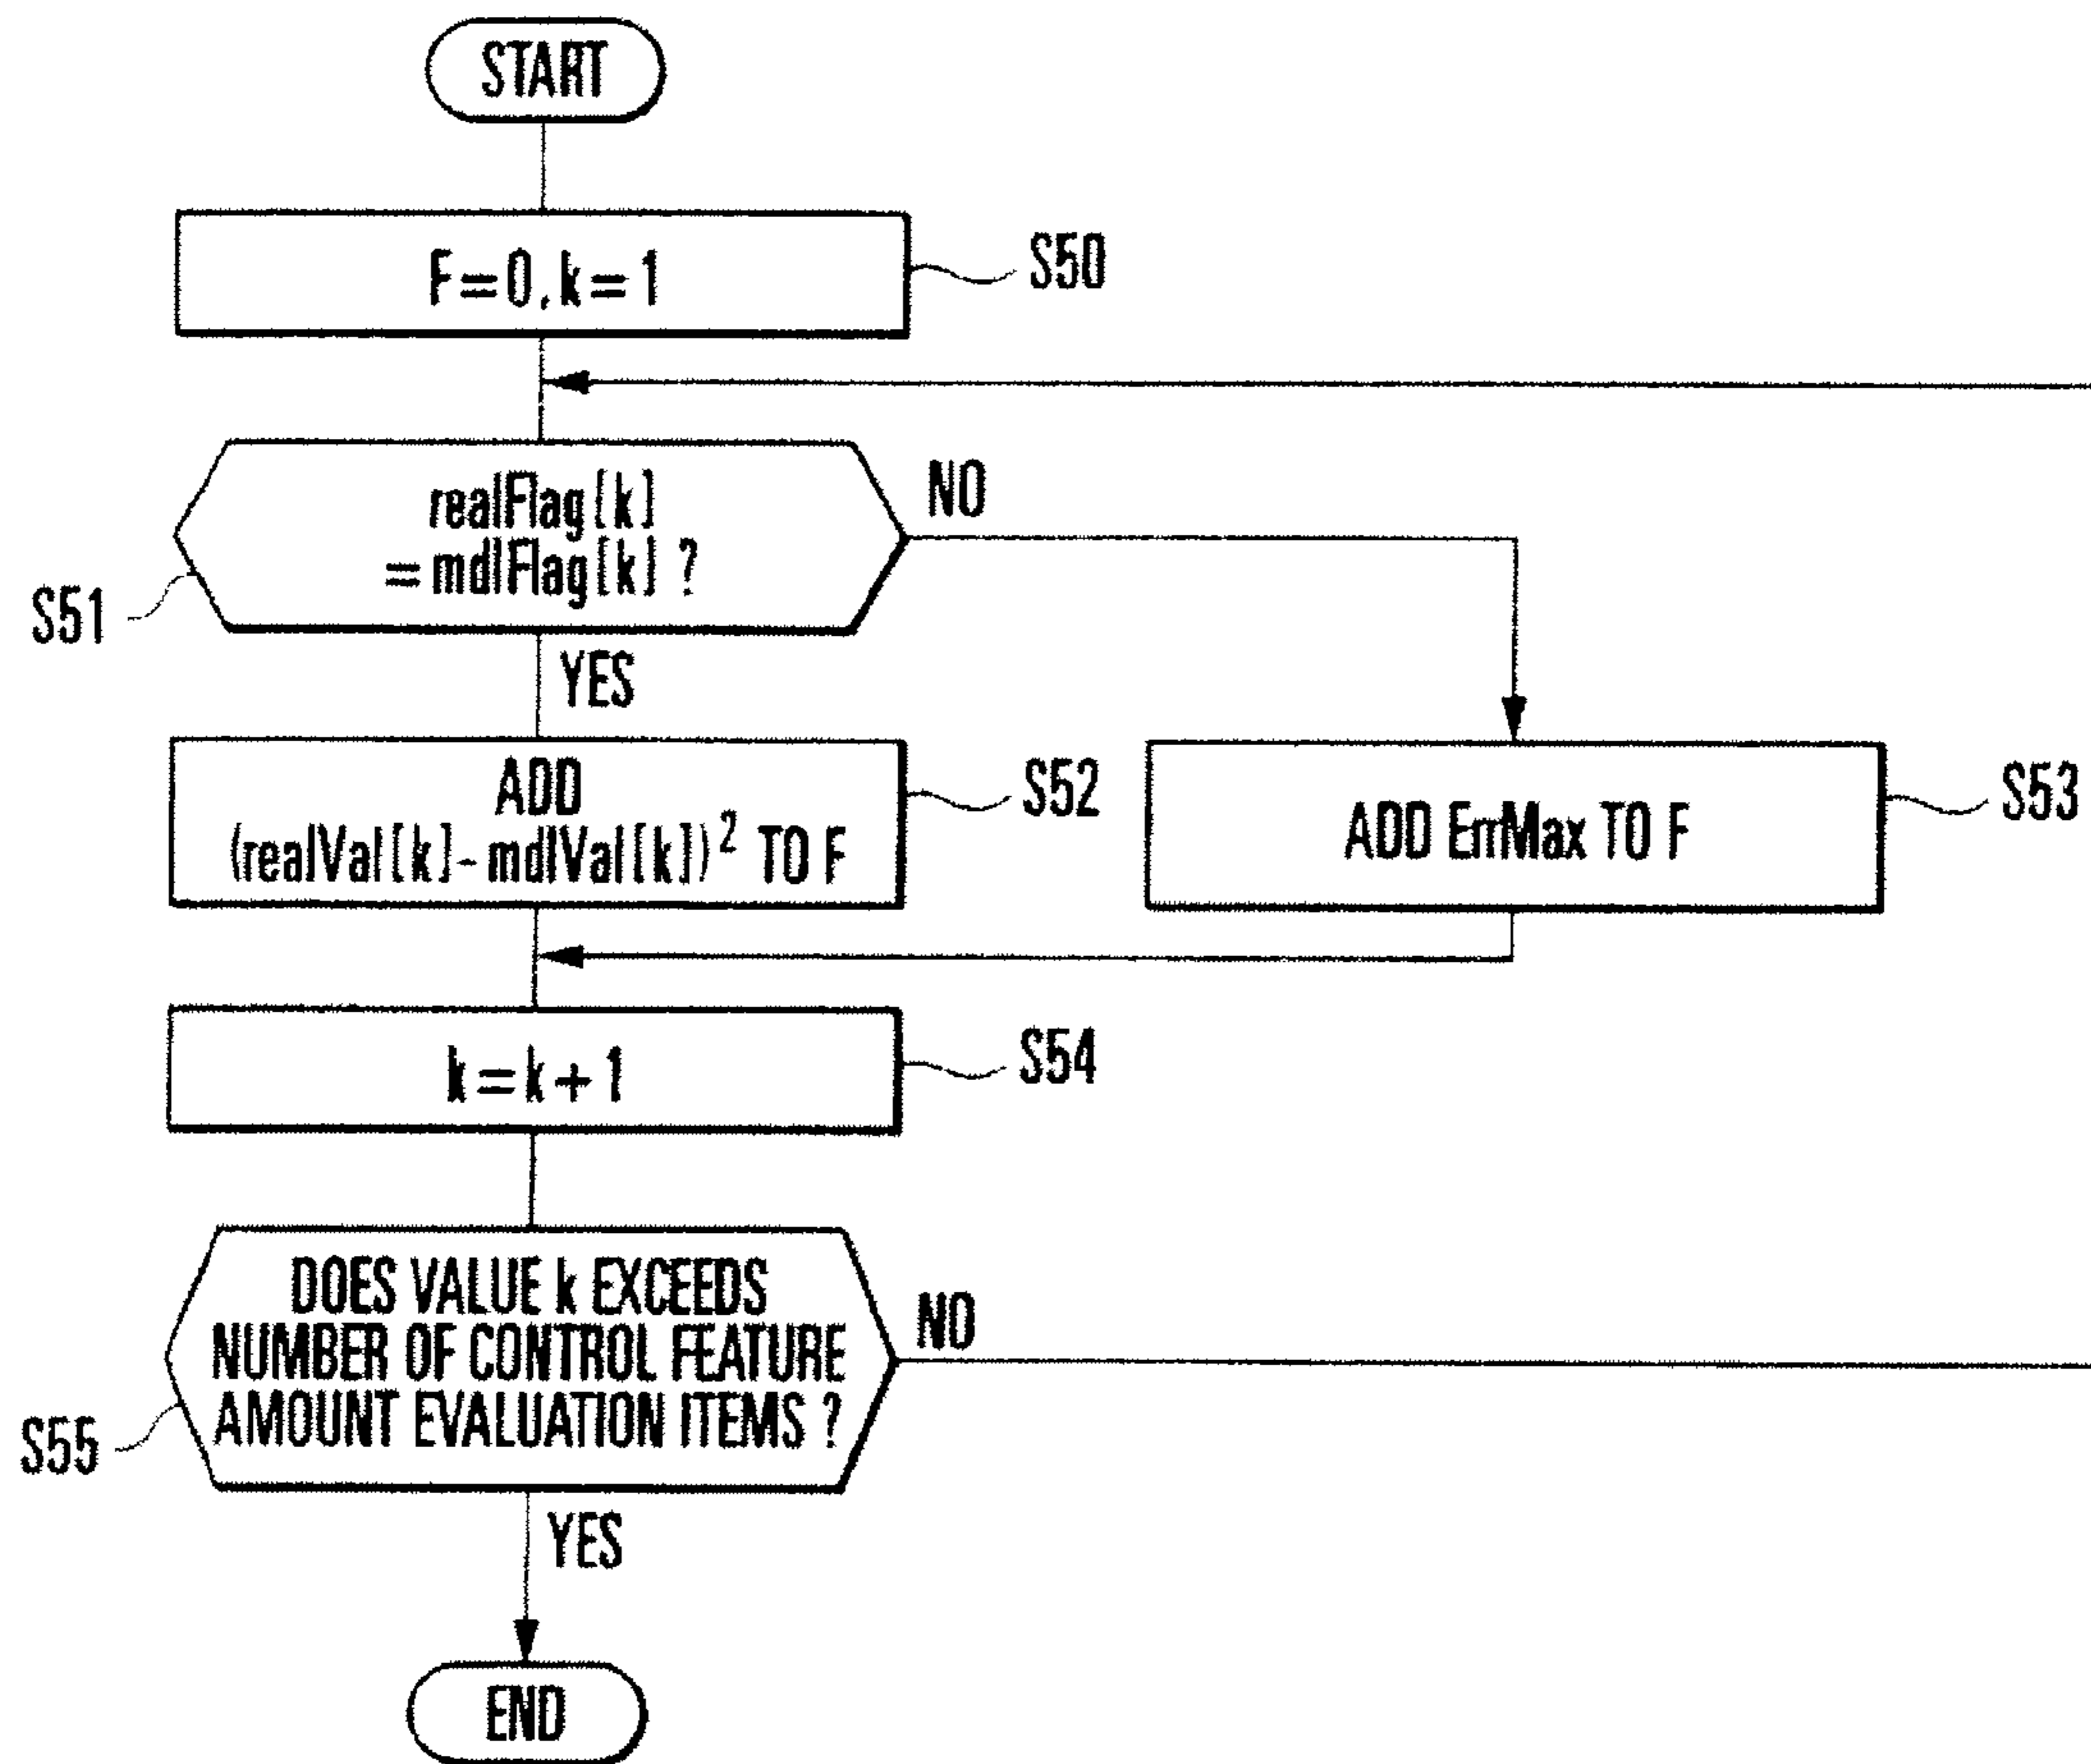 START
F=0, k=1
S50
realFlag[k]
=mdlFlag[k] ?
NO
S51
YES
ADD
(realVal[k]-mdlVal[k])² TO F
S52
ADD ErrMax TO F
S53
k=k+1
S54
DOES VALUE k EXCEEDS
NUMBER OF CONTROL FEATURE
AMOUNT EVALUATION ITEMS ?
NO
S55
YES
END